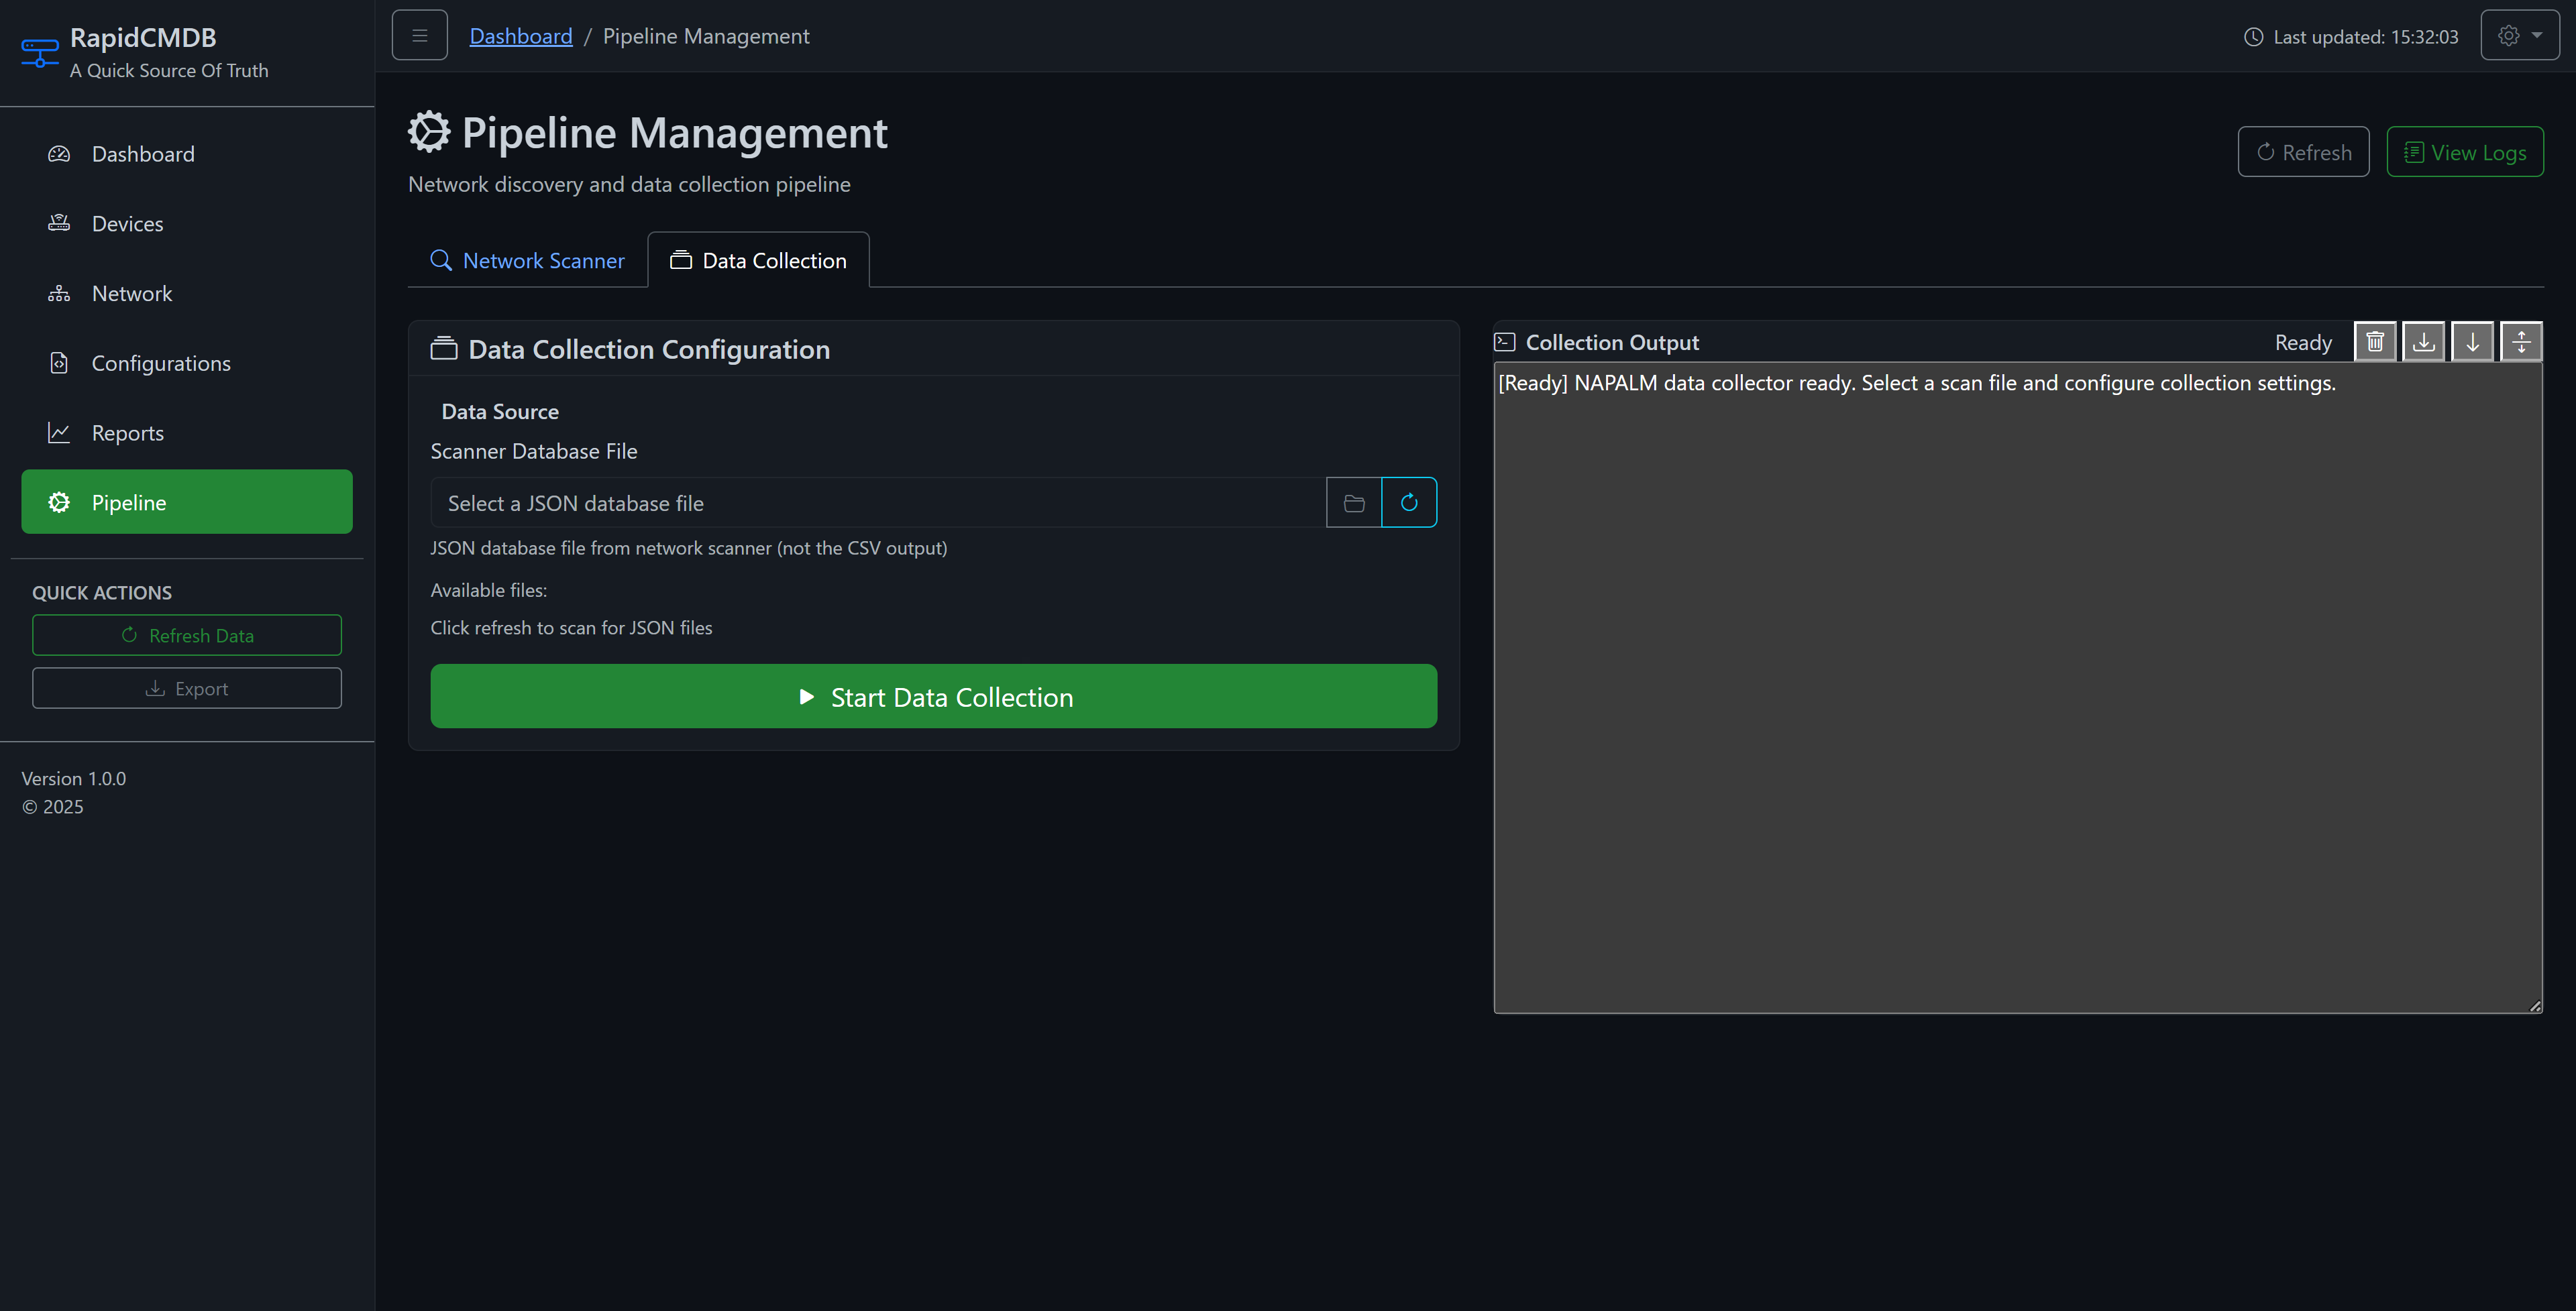 RapidCMDB
A Quick Source Of Truth
Dashboard
Devices
Network
Configurations
Reports
Pipeline
QUICK ACTIONS
Refresh Data
Export
Version 1.0.0
© 2025
Dashboard / Pipeline Management
Last updated: 15:32:03
Pipeline Management
Network discovery and data collection pipeline
Refresh
View Logs
Network Scanner
Data Collection
Data Collection Configuration
Data Source
Scanner Database File
Select a JSON database file
JSON database file from network scanner (not the CSV output)
Available files:
Click refresh to scan for JSON files
Start Data Collection
Collection Output
Ready
[Ready] NAPALM data collector ready. Select a scan file and configure collection settings.